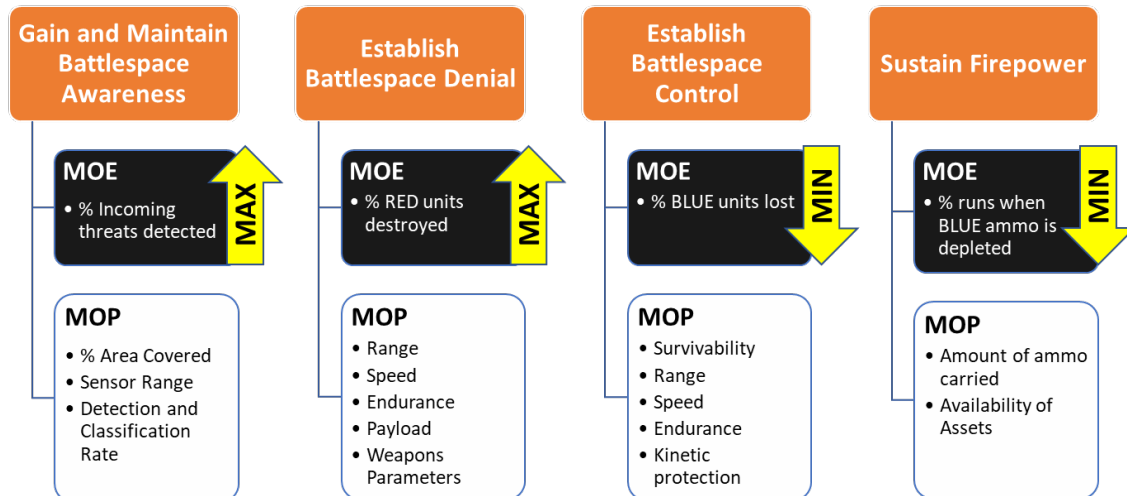 Gain and Maintain
Battlespace
Awareness
MOE
• % Incoming
threats detected
MAX
MOP
• % Area Covered
• Sensor Range
• Detection and
Classification
Rate
Establish
Battlespace Denial
MOE
• % RED units
destroyed
MAX
MOP
• Range
• Speed
• Endurance
• Payload
• Weapons
Parameters
Establish
Battlespace
Control
MOE
• % BLUE units lost
MIN
MOP
• Survivability
• Range
• Speed
• Endurance
• Kinetic
protection
Sustain Firepower
MOE
• % runs when
BLUE ammo is
depleted
MIN
MOP
• Amount of ammo
carried
• Availability of
Assets